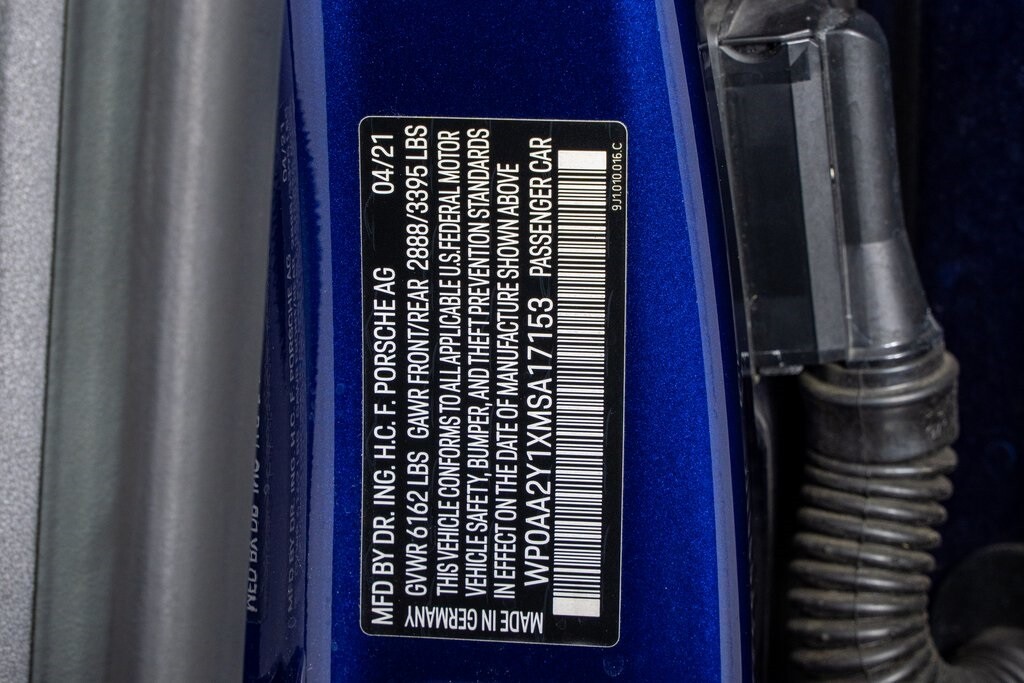 MFD BY DR. ING. H.C. F. PORSCHE AG 04/21
GVWR 6162 LBS GAWR FRONT/REAR 2888/3395 LBS
THIS VEHICLE CONFORMS TO ALL APPLICABLE U.S. FEDERAL MOTOR
VEHICLE SAFETY, BUMPER, AND THEFT PREVENTION STANDARDS
IN EFFECT ON THE DATE OF MANUFACTURE SHOWN ABOVE
WP0AA2Y1XMSA17153 PASSENGER CAR
MADE IN GERMANY
9J1.010.016.C